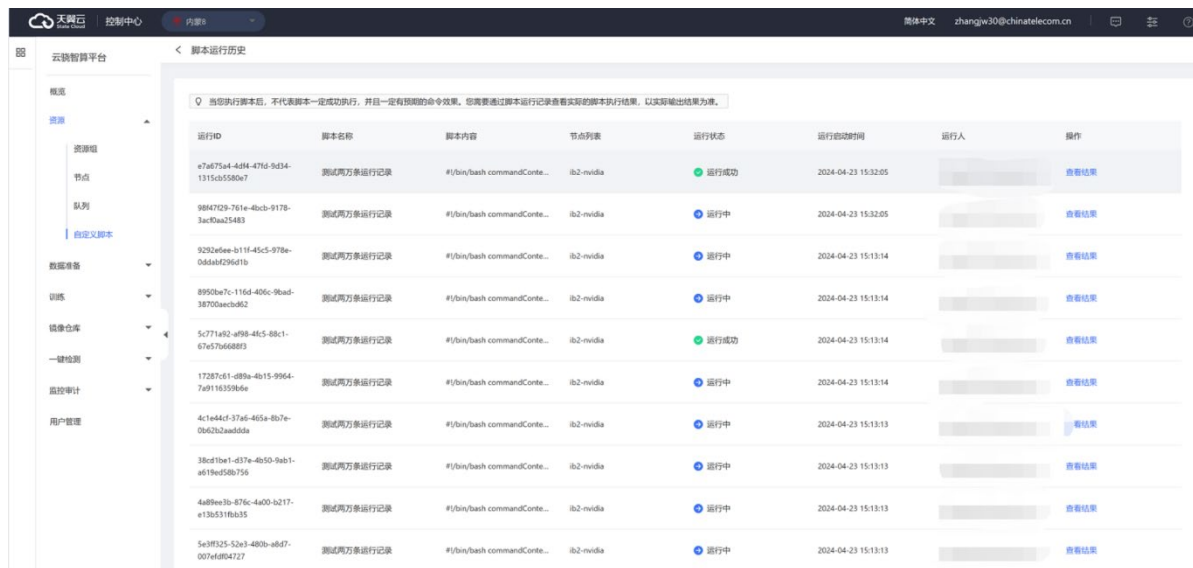 天翼云
State Cloud
控制中心
内蒙6
简体中文
zhangjw30@chinatelecom.cn
云骁智算平台
脚本运行历史
概览
资源
资源组
节点
队列
自定义脚本
数据准备
训练
镜像仓库
一键检测
监控审计
用户管理
当您执行脚本后，不代表脚本一定成功执行，并且一定有预期的命令效果。您需要通过脚本运行记录查看实际的脚本执行结果，以实际输出结果为准。
运行ID 脚本名称 脚本内容 节点列表 运行状态 运行启动时间 运行人 操作
e7a675a4-4df4-47fd-9d34-
1315cb5580e7 测试两万条运行记录 #!/bin/bash commandConte... ib2-nvidia 运行成功 2024-04-23 15:32:05 查看结果
98f47f29-761e-4bcb-9178-
3acf0aa25483 测试两万条运行记录 #!/bin/bash commandConte... ib2-nvidia 运行中 2024-04-23 15:32:05 查看结果
9292e6ee-b11f-45c5-978e-
0ddabf296d1b 测试两万条运行记录 #!/bin/bash commandConte... ib2-nvidia 运行中 2024-04-23 15:13:14 查看结果
8950be7c-116d-406c-9bad-
38700aecbd62 测试两万条运行记录 #!/bin/bash commandConte... ib2-nvidia 运行中 2024-04-23 15:13:14 查看结果
5c771a92-af98-4fc5-88c1-
67e57b6688f3 测试两万条运行记录 #!/bin/bash commandConte... ib2-nvidia 运行成功 2024-04-23 15:13:14 查看结果
17287c61-d89a-4b15-9964-
7a9116359b6e 测试两万条运行记录 #!/bin/bash commandConte... ib2-nvidia 运行中 2024-04-23 15:13:14 查看结果
4c1e44cf-37a6-465a-8b7e-
0b62b2aaddda 测试两万条运行记录 #!/bin/bash commandConte... ib2-nvidia 运行中 2024-04-23 15:13:13 看结果
38cd1be1-d37e-4b50-9ab1-
a619ed58b756 测试两万条运行记录 #!/bin/bash commandConte... ib2-nvidia 运行中 2024-04-23 15:13:13 查看结果
4a89ee3b-876c-4a00-b217-
e13b531fbb35 测试两万条运行记录 #!/bin/bash commandConte... ib2-nvidia 运行中 2024-04-23 15:13:13 查看结果
5e3ff325-52e3-480b-a8d7-
007efdf04727 测试两万条运行记录 #!/bin/bash commandConte... ib2-nvidia 运行中 2024-04-23 15:13:13 查看结果